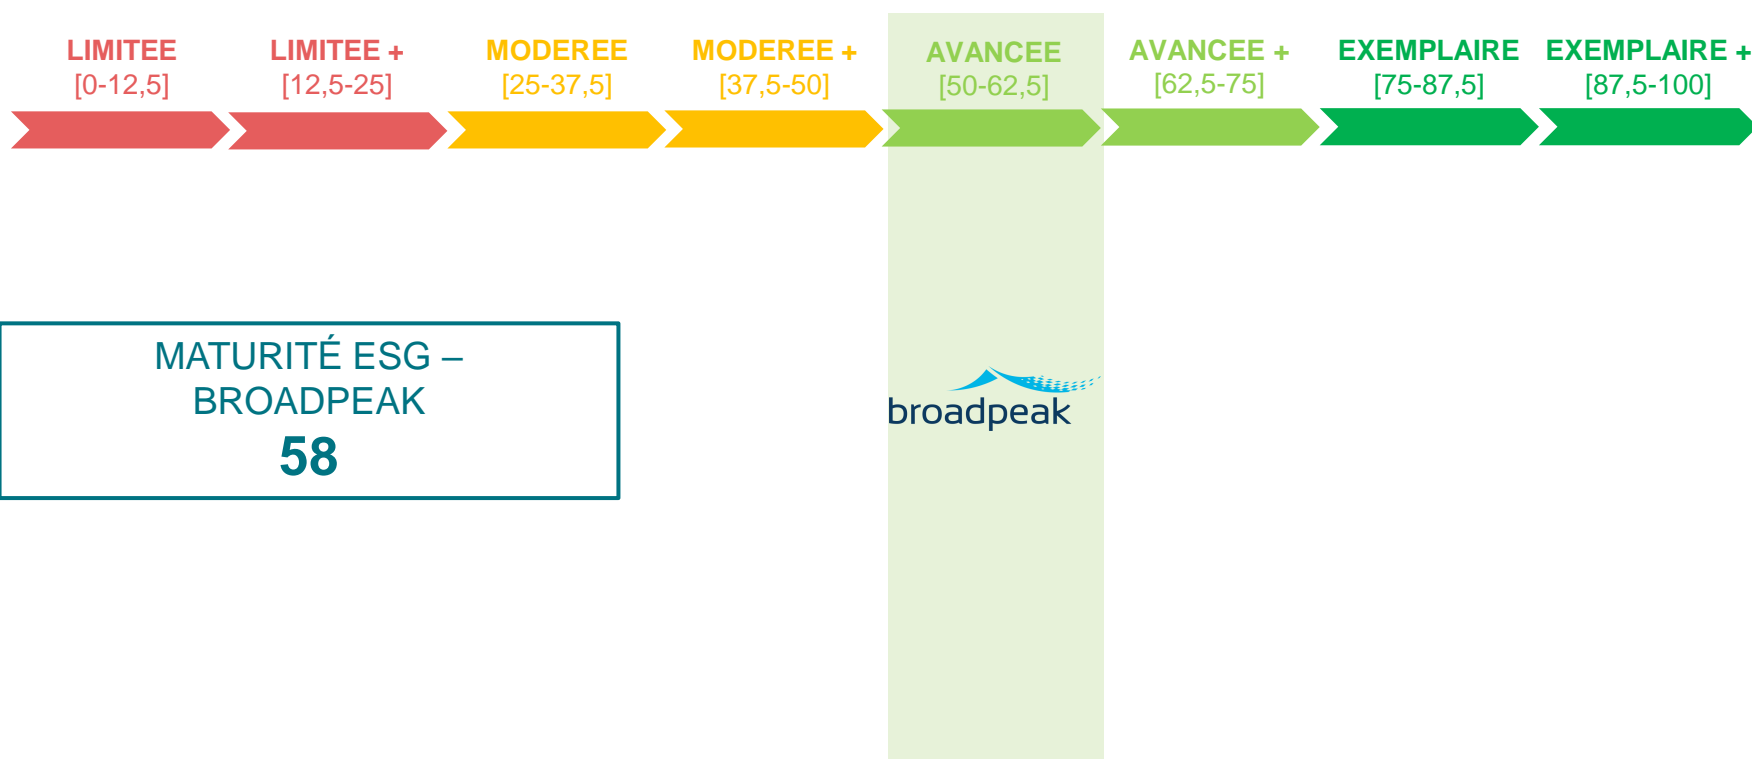 LIMITEE
[0-12,5]
LIMITEE +
[12,5-25]
MODEREE
[25-37,5]
MODEREE +
[37,5-50]
AVANCEE
[50-62,5]
AVANCEE +
[62,5-75]
EXEMPLAIRE
[75-87,5]
EXEMPLAIRE +
[87,5-100]
MATURITÉ ESG –
BROADPEAK
58
broadpeak